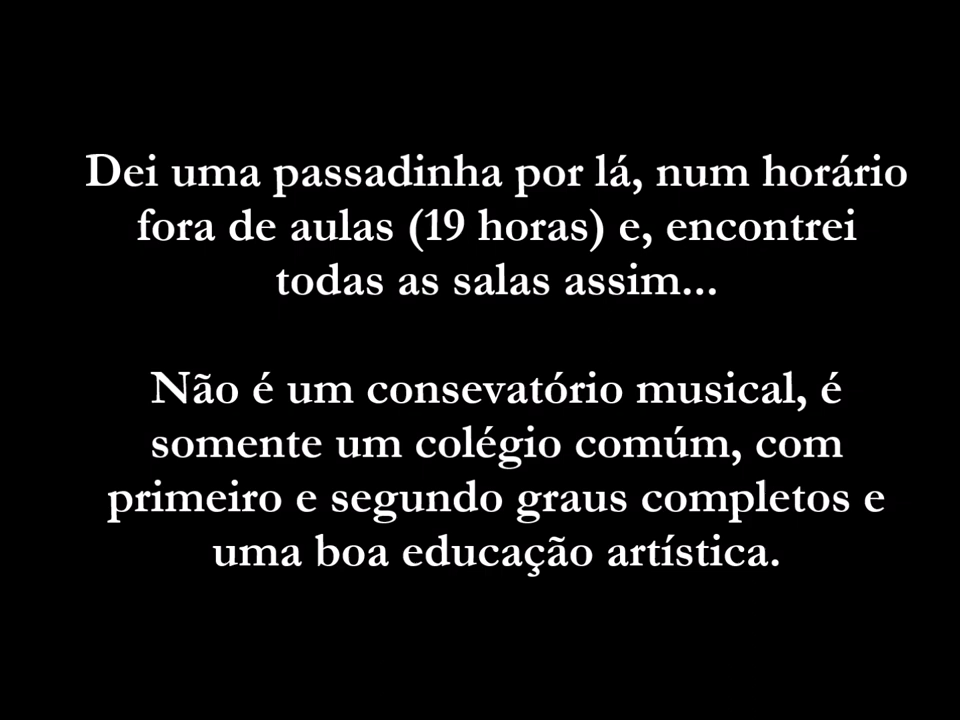 Dei uma passadinha por lá, num horário
fora de aulas (19 horas) e, encontrei
todas as salas assim...
Não é um consevatório musical, é
somente um colégio comúm, com
primeiro e segundo graus completos e
uma boa educação artística.